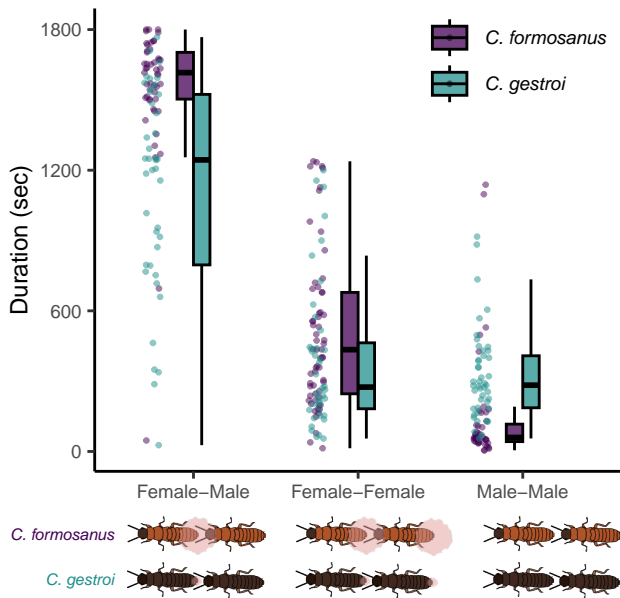 1800
1200
600
0
Duration (sec)
C. formosanus
C. gestroi
Female–Male
Female–Female
Male–Male
C. formosanus
C. gestroi